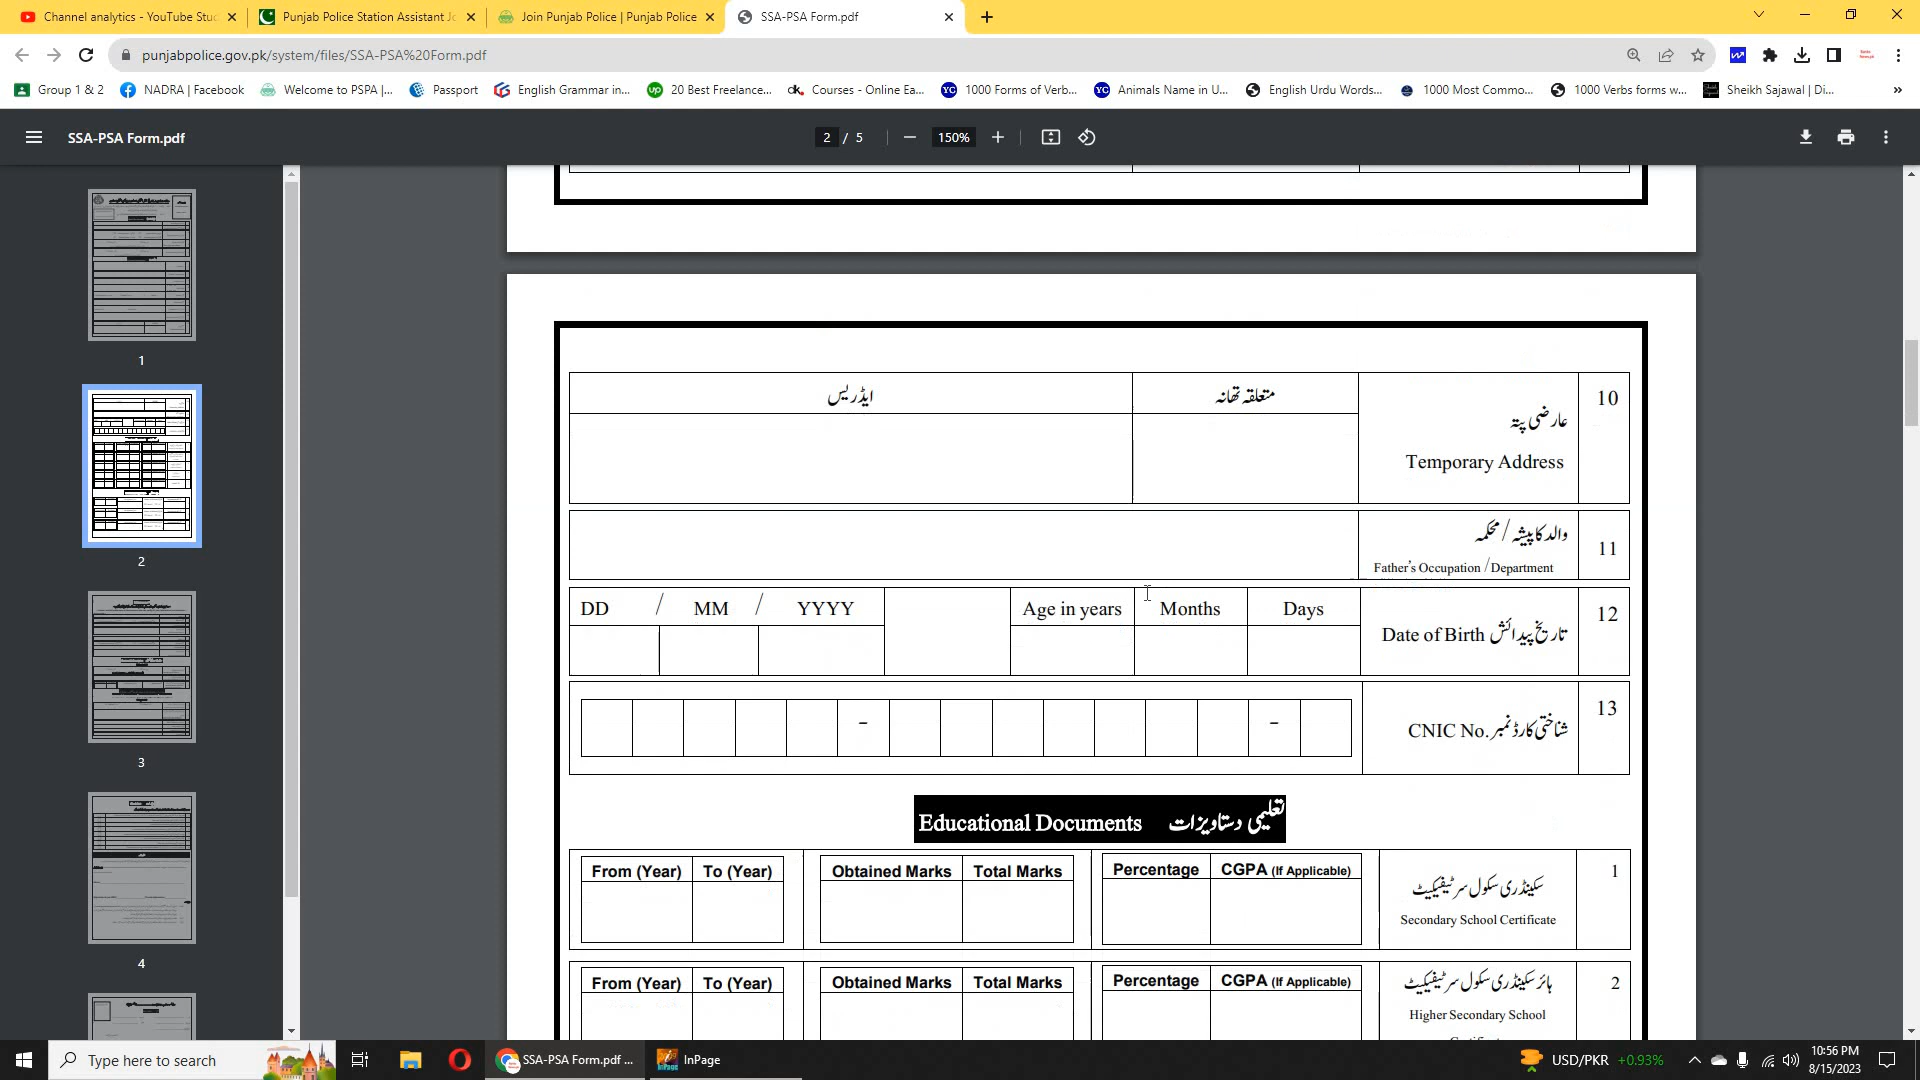 Channel analytics - YouTube Stu
Punjab Police Station Assistant Jo
Join Punjab Police | Punjab Police
SSA-PSA Form.pdf
punjabpolice.gov.pk/system/files/SSA-PSA%20Form.pdf
Group 1 & 2
NADRA | Facebook
Welcome to PSPA |...
Passport
English Grammar in...
20 Best Freelance...
Courses - Online Ea...
1000 Forms of Verb...
Animals Name in U...
English Urdu Words...
1000 Most Commo...
1000 Verbs forms w...
Sheikh Sajawal | Di...
SSA-PSA Form.pdf
2 / 5
150%
1
2
3
4
ایڈریس
متعلقہ تھانہ
عارضی پتہ
Temporary Address
10
والد کا پیشہ / محکمہ
Father's Occupation / Department
11
DD / MM / YYYY
Age in years
Months
Days
تاریخ پیدائش Date of Birth
12
- -
شناختی کارڈ نمبر CNIC No.
13
Educational Documents تعلیمی دستاویزات
From (Year) To (Year)
Obtained Marks Total Marks
Percentage CGPA (If Applicable)
سکینڈری سکول سرٹیفیکیٹ
Secondary School Certificate
1
From (Year) To (Year)
Obtained Marks Total Marks
Percentage CGPA (If Applicable)
ہائر سکینڈری سکول سرٹیفیکیٹ
Higher Secondary School
2
Type here to search
SSA-PSA Form.pdf ...
InPage
USD/PKR +0.93%
10:56 PM
8/15/2023